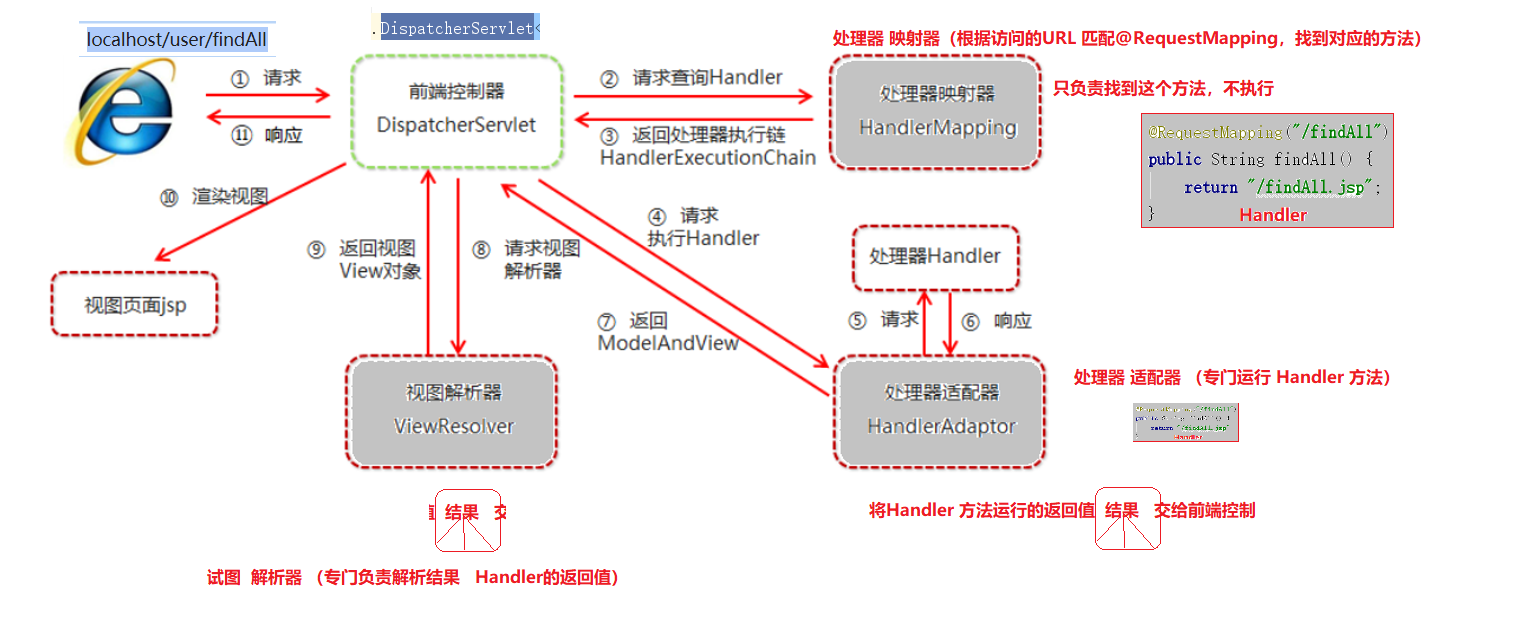 localhost/user/findAll
.DispatcherServlet<
处理器 映射器（根据访问的URL 匹配@RequestMapping，找到对应的方法）
① 请求
⑪ 响应
前端控制器
DispatcherServlet
② 请求查询Handler
③ 返回处理器执行链
HandlerExecutionChain
处理器映射器
HandlerMapping
只负责找到这个方法，不执行
@RequestMapping("/findAll")
public String findAll() {
return "/findAll.jsp";
}
Handler
⑩ 渲染视图
⑨ 返回视图
View对象
⑧ 请求视图
解析器
④ 请求
执行Handler
处理器Handler
视图页面jsp
⑦ 返回
ModelAndView
⑤ 请求
⑥ 响应
视图解析器
ViewResolver
处理器适配器
HandlerAdaptor
处理器 适配器 （专门运行 Handler 方法）
@RequestMapping("/findAll")
public String findAll() {
return "/findAll.jsp"
Handler
值 结果 交
将Handler 方法运行的返回值 结果 交给前端控制
试图 解析器 （专门负责解析结果 Handler的返回值）